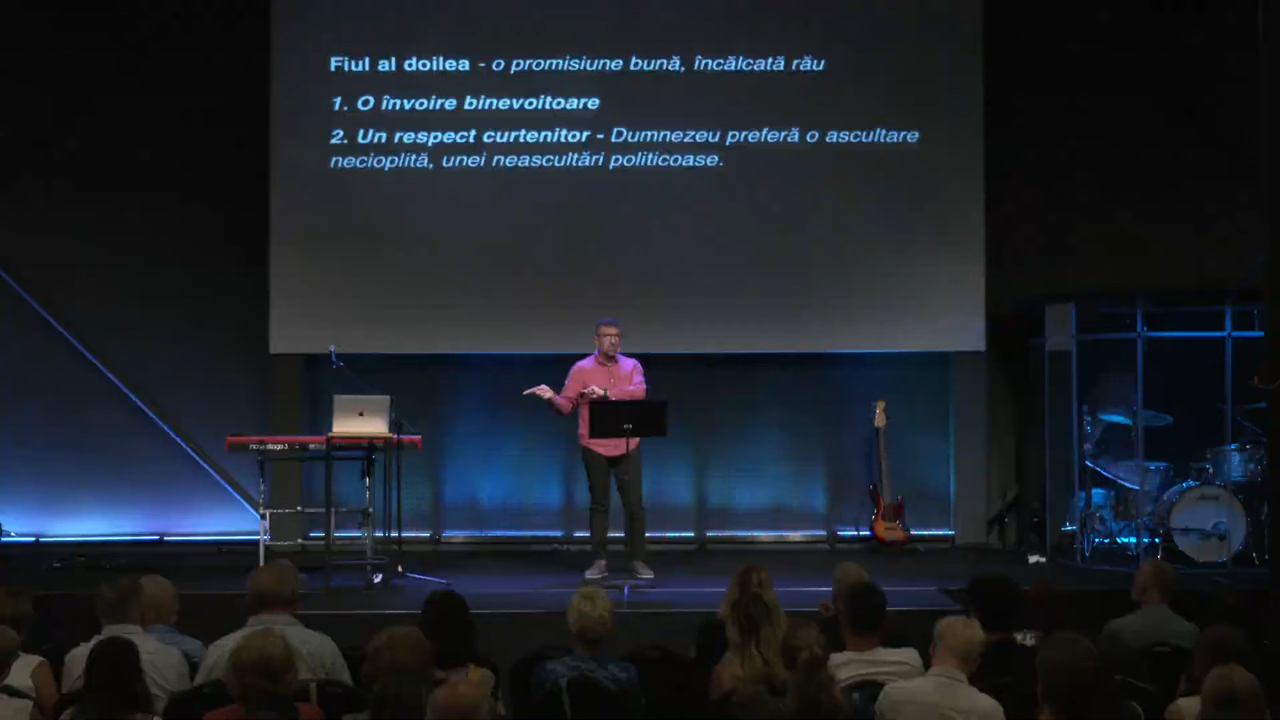 Fiul al doilea - o promisiune bună, încălcată rău
1. O învoire binevoitoare
2. Un respect curtenitor - Dumnezeu preferă o ascultare
necioplită, unei neascultări politicoase.